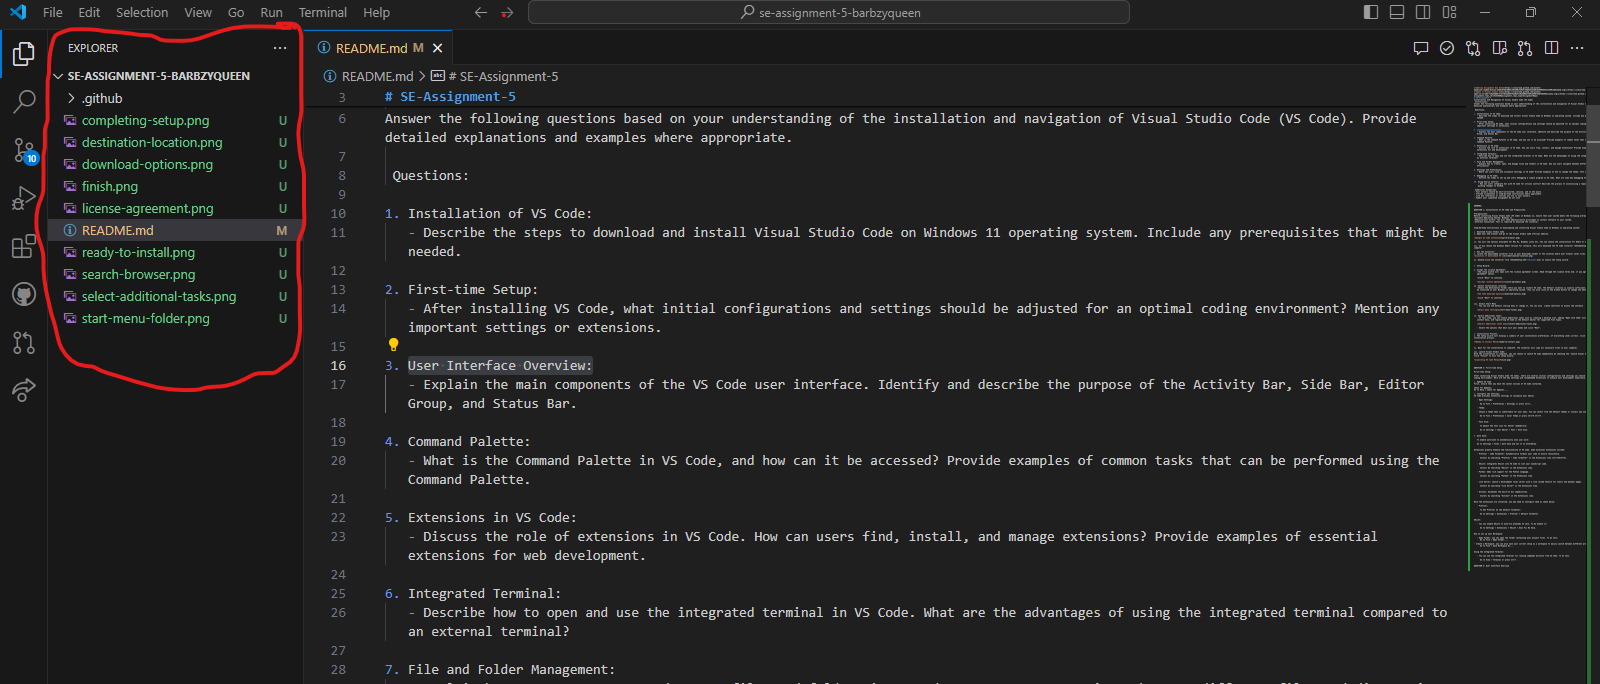 File Edit Selection View Go Run Terminal Help
se-assignment-5-barbzyqueen
EXPLORER
SE-ASSIGNMENT-5-BARBZYQUEEN
.github
completing-setup.png U
destination-location.png U
download-options.png U
finish.png U
license-agreement.png U
README.md M
ready-to-install.png U
search-browser.png U
select-additional-tasks.png U
start-menu-folder.png U
10
README.md M
README.md > # SE-Assignment-5
3 # SE-Assignment-5
6 Answer the following questions based on your understanding of the installation and navigation of Visual Studio Code (VS Code). Provide
detailed explanations and examples where appropriate.
7
8 Questions:
9
10 1. Installation of VS Code:
11 - Describe the steps to download and install Visual Studio Code on Windows 11 operating system. Include any prerequisites that might be
needed.
12
13 2. First-time Setup:
14 - After installing VS Code, what initial configurations and settings should be adjusted for an optimal coding environment? Mention any
important settings or extensions.
15
16 3. User Interface Overview:
17 - Explain the main components of the VS Code user interface. Identify and describe the purpose of the Activity Bar, Side Bar, Editor
Group, and Status Bar.
18
19 4. Command Palette:
20 - What is the Command Palette in VS Code, and how can it be accessed? Provide examples of common tasks that can be performed using the
Command Palette.
21
22 5. Extensions in VS Code:
23 - Discuss the role of extensions in VS Code. How can users find, install, and manage extensions? Provide examples of essential
extensions for web development.
24
25 6. Integrated Terminal:
26 - Describe how to open and use the integrated terminal in VS Code. What are the advantages of using the integrated terminal compared to
an external terminal?
27
28 7. File and Folder Management: